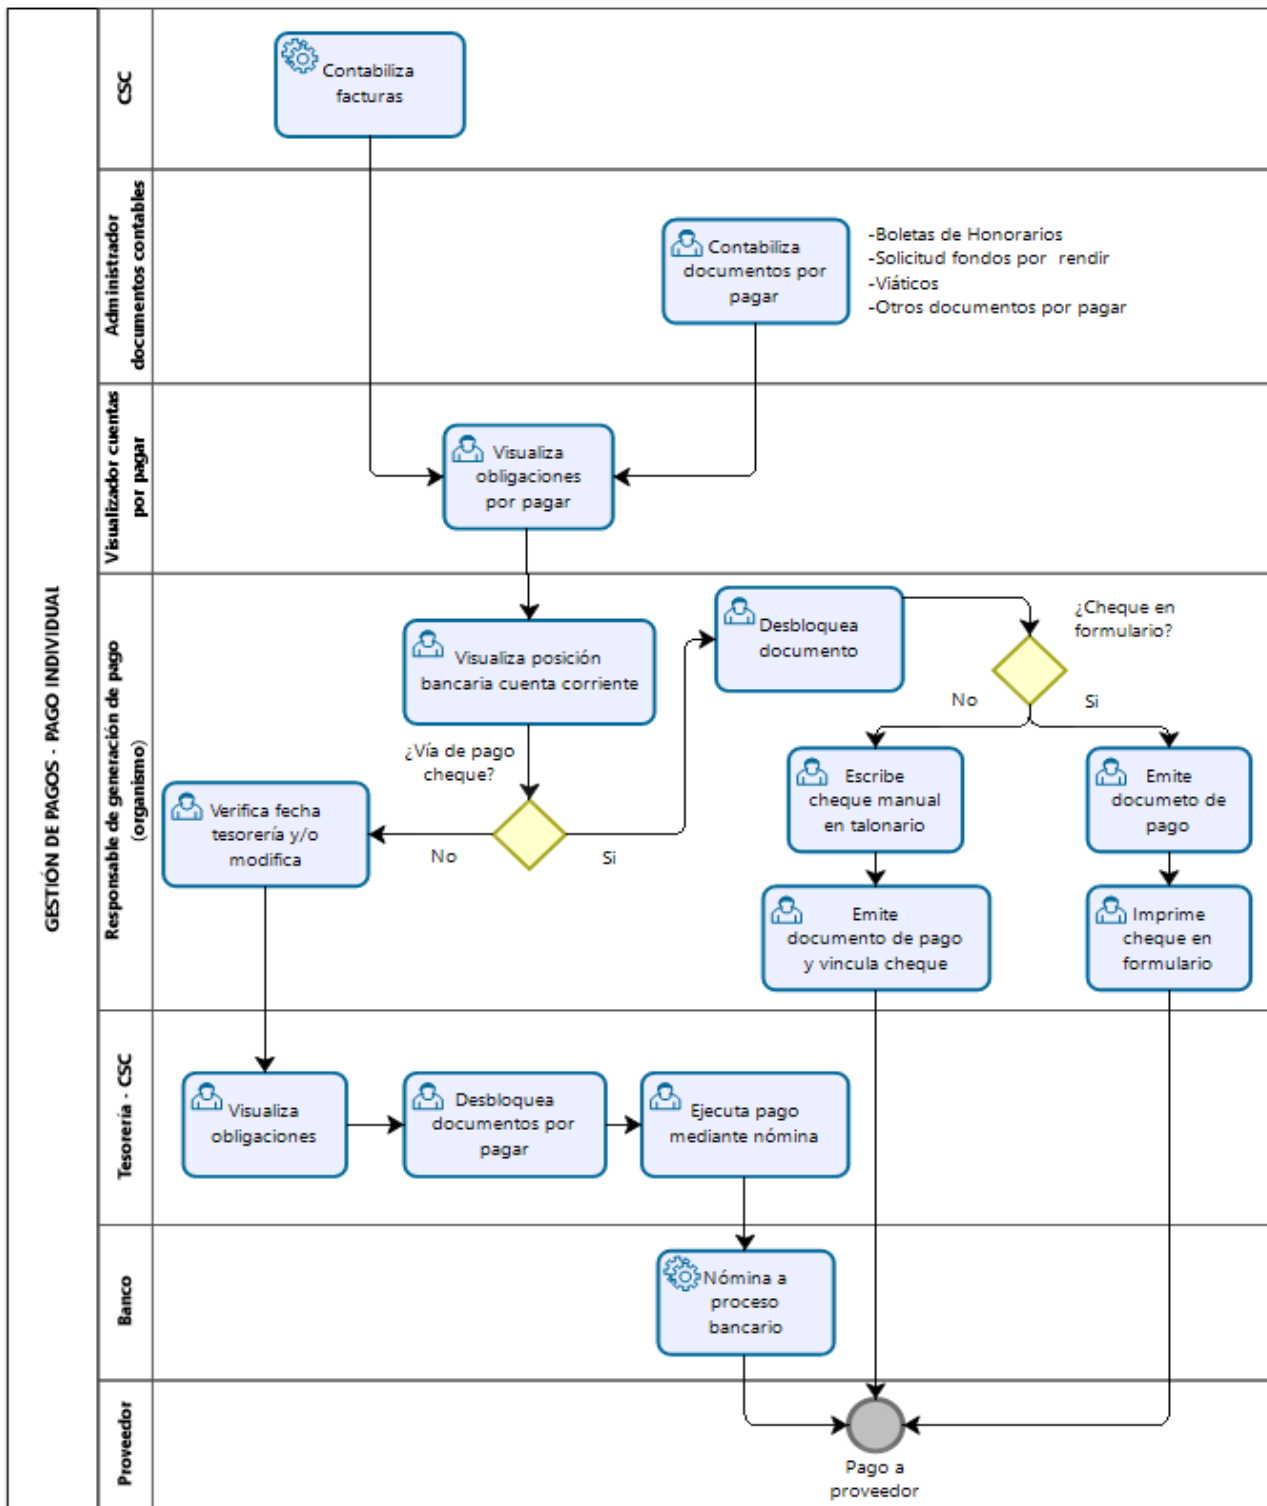 GESTIÓN DE PAGOS - PAGO INDIVIDUAL
CSC
Contabiliza
facturas
Administrador
documentos contables
Contabiliza
documentos por
pagar
-Boletas de Honorarios
-Solicitud fondos por rendir
-Viáticos
-Otros documentos por pagar
Visualizador cuentas
por pagar
Visualiza
obligaciones
por pagar
Responsable de generación de pago
(organismo)
Visualiza posición
bancaria cuenta corriente
¿Vía de pago
cheque?
No
Si
Verifica fecha
tesorería y/o
modifica
Desbloquea
documento
¿Cheque en
formulario?
No
Si
Escribe
cheque manual
en talonario
Emite
documeto de
pago
Emite
documento de pago
y vincula cheque
Imprime
cheque en
formulario
Tesorería - CSC
Visualiza
obligaciones
Desbloquea
documentos por
pagar
Ejecuta pago
mediante nómina
Banco
Nómina a
proceso
bancario
Proveedor
Pago a
proveedor